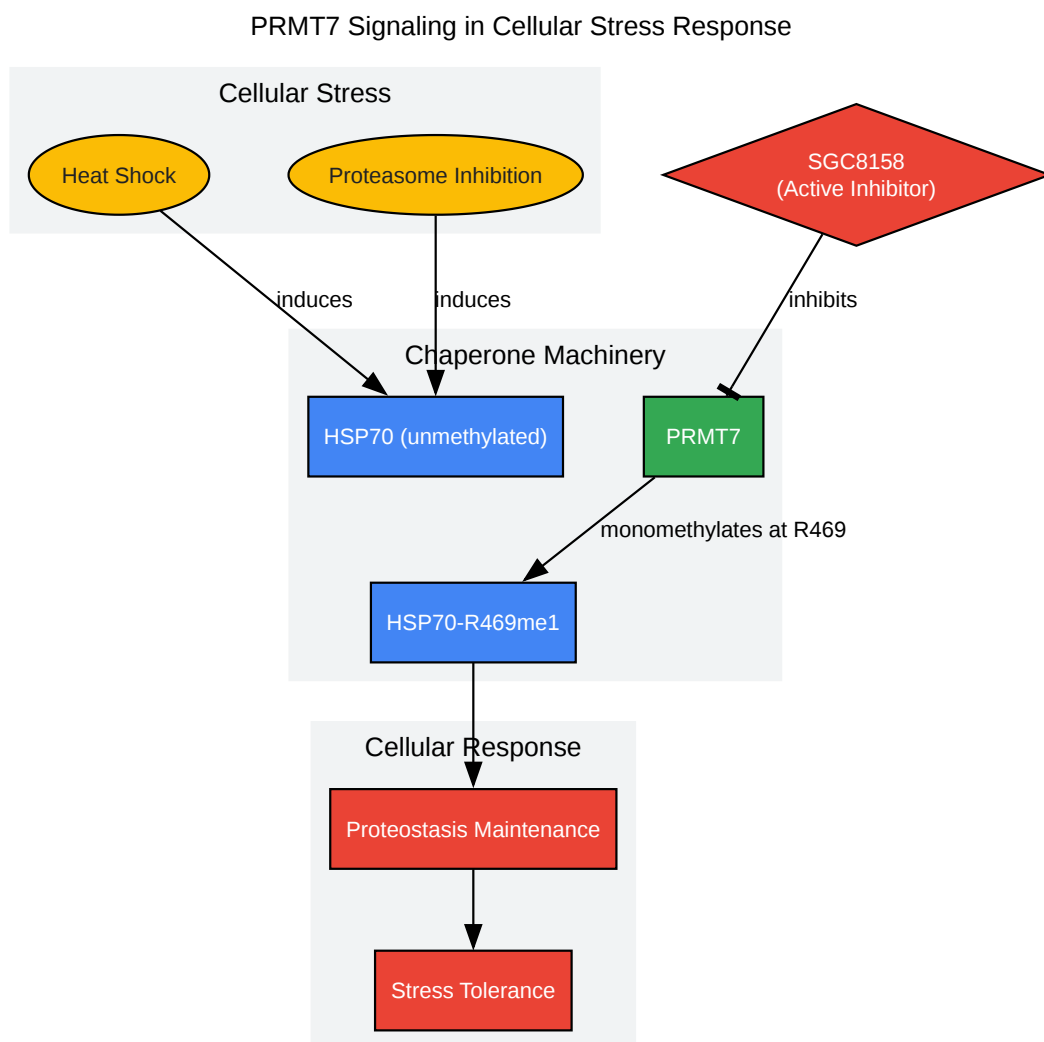 PRMT7 Signaling in Cellular Stress Response
Cellular Stress
Heat Shock
Proteasome Inhibition
SGC8158
(Active Inhibitor)
induces
induces
inhibits
Chaperone Machinery
HSP70 (unmethylated)
PRMT7
monomethylates at R469
HSP70-R469me1
Cellular Response
Proteostasis Maintenance
Stress Tolerance